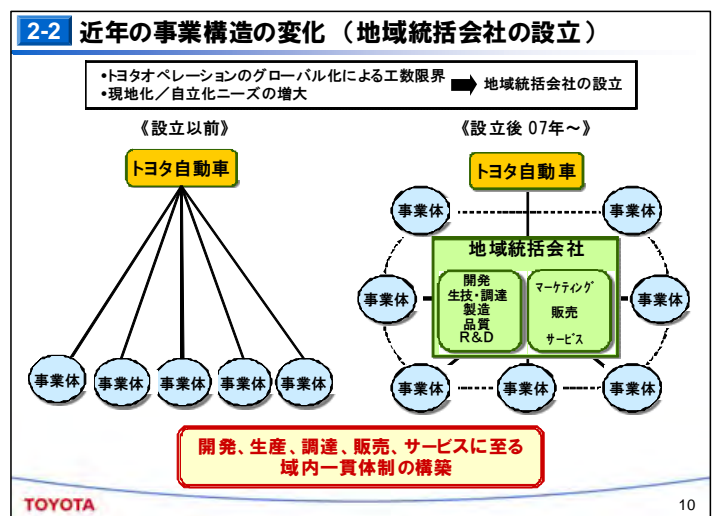 2-2 近年の事業構造の変化 （地域統括会社の設立）
•トヨタオペレーションのグローバル化による工数限界
•現地化／自立化ニーズの増大
地域統括会社の設立
《設立以前》
《設立後 07年～》
トヨタ自動車
事業体
事業体
事業体
事業体
事業体
トヨタ自動車
事業体
事業体
地域統括会社
事業体
開発
生技・調達
製造
品質
R&D
マーケティング
販売
サービス
事業体
事業体
事業体
事業体
開発、生産、調達、販売、サービスに至る
域内一貫体制の構築
TOYOTA
10